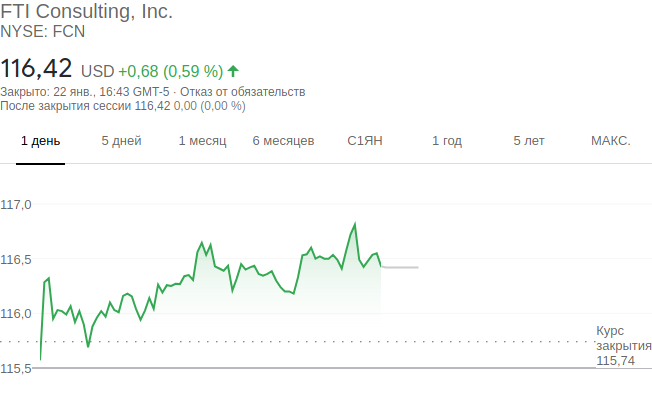 FTI Consulting, Inc.
NYSE: FCN
116,42 USD +0,68 (0,59 %)
Закрыто: 22 янв., 16:43 GMT-5 · Отказ от обязательств
После закрытия сессии 116,42 0,00 (0,00 %)
1 день 5 дней 1 месяц 6 месяцев С1ЯН 1 год 5 лет МАКС.
117,0
116,5
116,0
Курс
закрытия
115,74
115,5